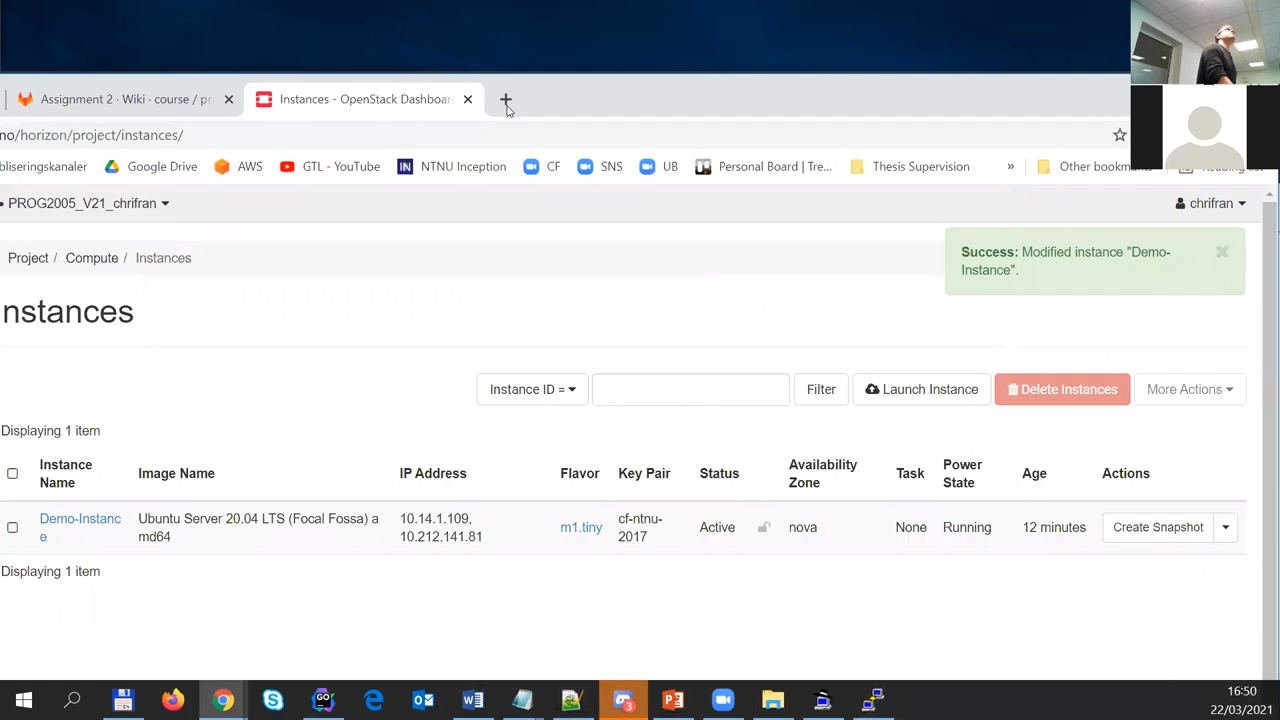 Assignment 2 · Wiki · course / pr
Instances - OpenStack Dashboar
no/horizon/project/instances/
bliseringskanaler
Google Drive
AWS
GTL - YouTube
NTNU Inception
CF
SNS
UB
Personal Board | Tre...
Thesis Supervision
»
Other bookm
PROG2005_V21_chrifran
chrifran
Project / Compute / Instances
Success: Modified instance "Demo-
Instance".
nstances
Instance ID =
Filter
Launch Instance
Delete Instances
More Actions
Displaying 1 item
Instance
Name
Image Name
IP Address
Flavor
Key Pair
Status
Availability
Zone
Task
Power
State
Age
Actions
Demo-Instanc
e
Ubuntu Server 20.04 LTS (Focal Fossa) a
md64
10.14.1.109,
10.212.141.81
m1.tiny
cf-ntnu-
2017
Active
nova
None
Running
12 minutes
Create Snapshot
Displaying 1 item
16:50
22/03/2021